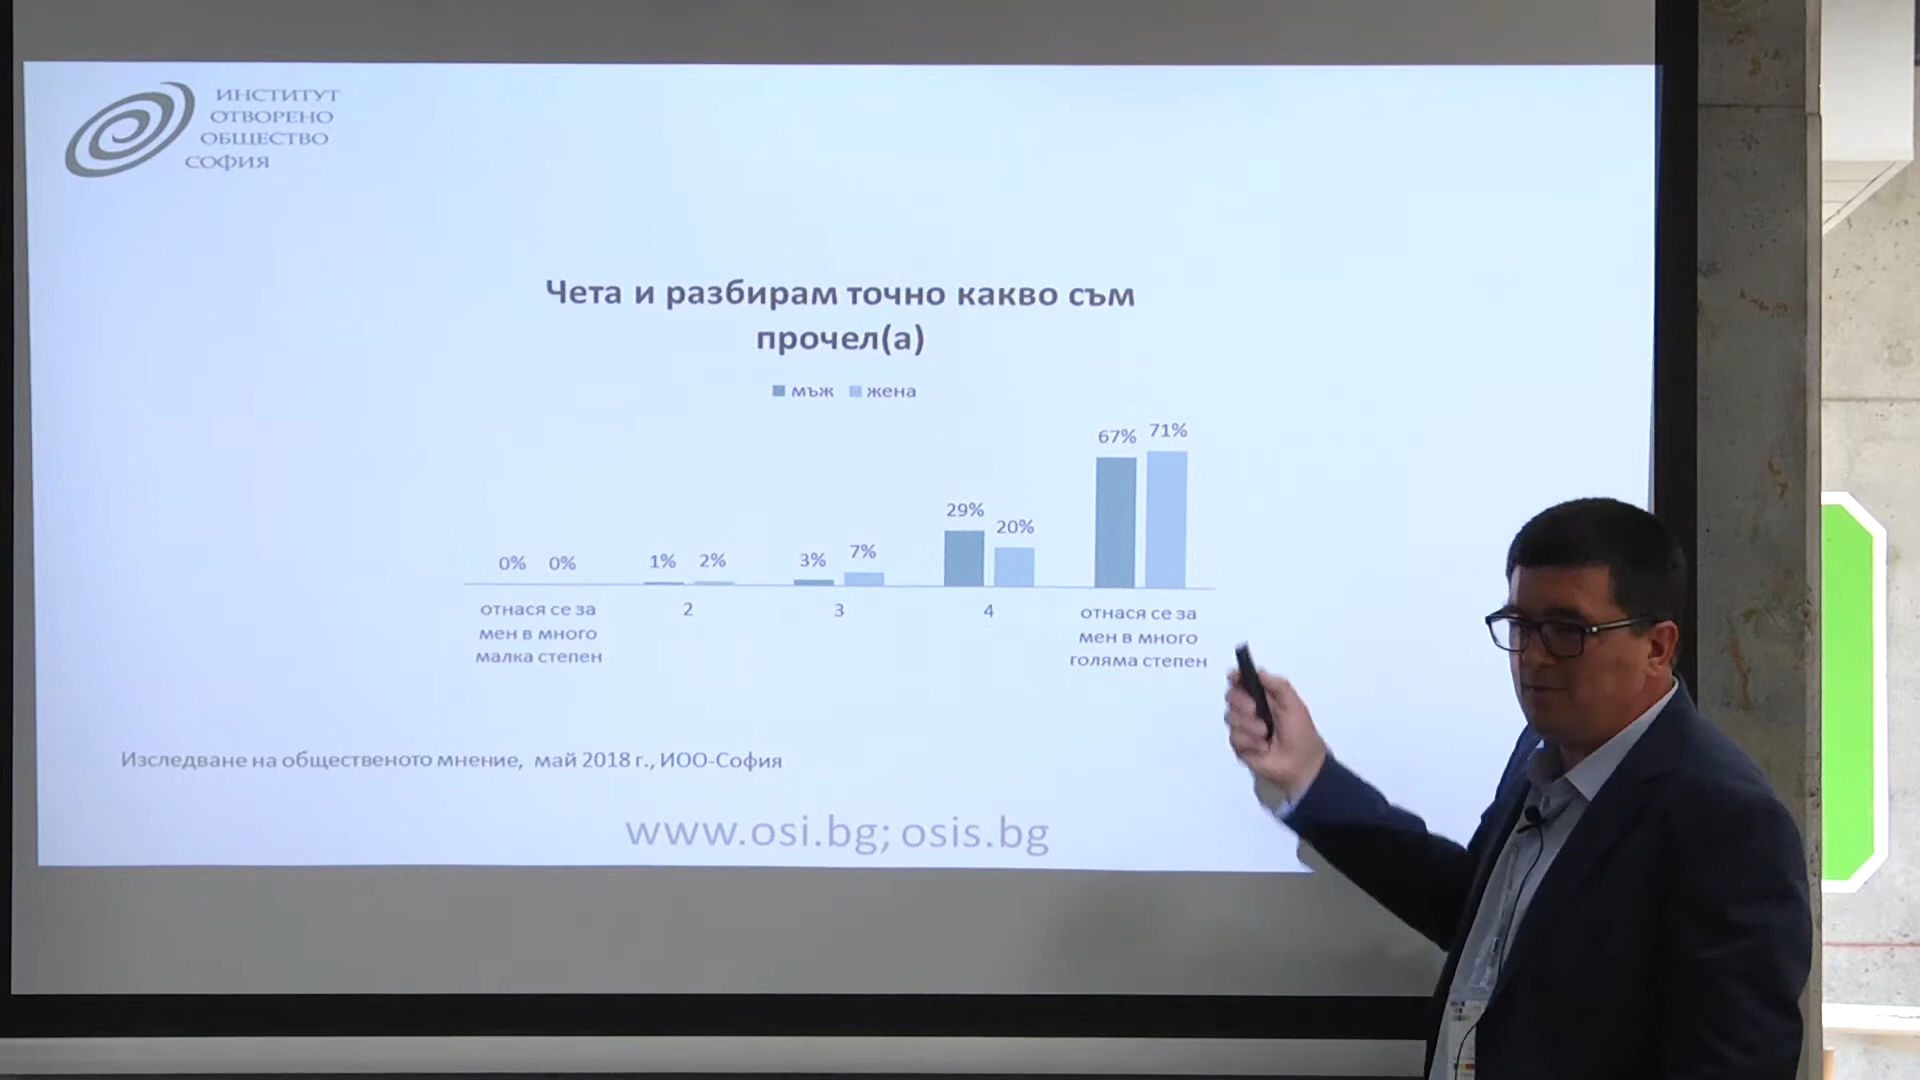 ИНСТИТУТ
ОТВОРЕНО
ОБЩЕСТВО
СОФИЯ
Чета и разбирам точно какво съм
прочел(а)
мъж жена
67% 71%
29% 20%
3% 7%
1% 2%
0% 0%
отнася се за
мен в много
малка степен
2
3
4
отнася се за
мен в много
голяма степен
Изследване на общественото мнение, май 2018 г., ИОО-София
www.osi.bg; osis.bg